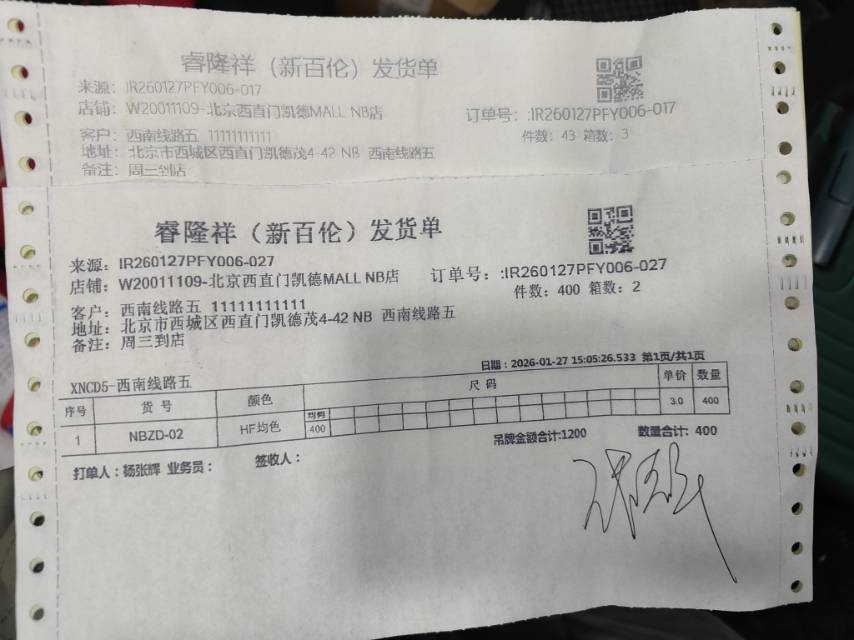 睿隆祥（新百伦）发货单
来源：IR260127PFY006-017
店铺：W20011109-北京西直门凯德MALL NB店
订单号：:IR260127PFY006-017
客户：西南线路五 11111111111
件数：43 箱数：3
地址：北京市西城区西直门凯德茂4-42 NB 西南线路五
备注：周三到店
睿隆祥（新百伦）发货单
来源：IR260127PFY006-027
店铺：W20011109-北京西直门凯德MALL NB店
订单号：:IR260127PFY006-027
客户：西南线路五 11111111111
件数：400 箱数：2
地址：北京市西城区西直门凯德茂4-42 NB 西南线路五
备注：周三到店
日期：2026-01-27 15:05:26.533 第1页/共1页
XNCD5-西南线路五
序号 货 号 颜色 尺 码 单价 数量
均码
1 NBZD-02 HF均色 400 3.0 400
吊牌金额合计:1200 数量合计：400
打单人：杨张辉 业务员： 签收人：